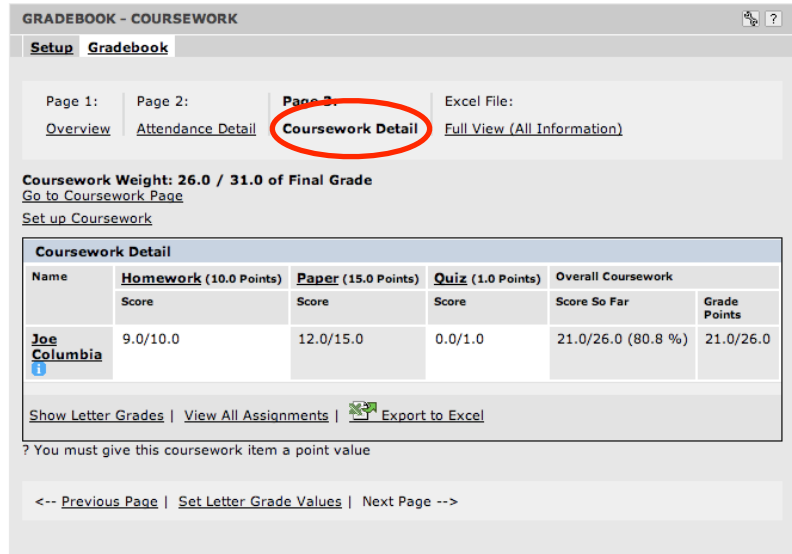 GRADEBOOK - COURSEWORK ?
Setup Gradebook
Page 1: Page 2: Page 3: Excel File:
Overview Attendance Detail Coursework Detail Full View (All Information)
Coursework Weight: 26.0 / 31.0 of Final Grade
Go to Coursework Page
Set up Coursework
Coursework Detail
Name Homework (10.0 Points) Paper (15.0 Points) Quiz (1.0 Points) Overall Coursework
Score Score Score Score So Far Grade Points
Joe Columbia 9.0/10.0 12.0/15.0 0.0/1.0 21.0/26.0 (80.8 %) 21.0/26.0
i
Show Letter Grades | View All Assignments | Export to Excel
? You must give this coursework item a point value
<-- Previous Page | Set Letter Grade Values | Next Page -->